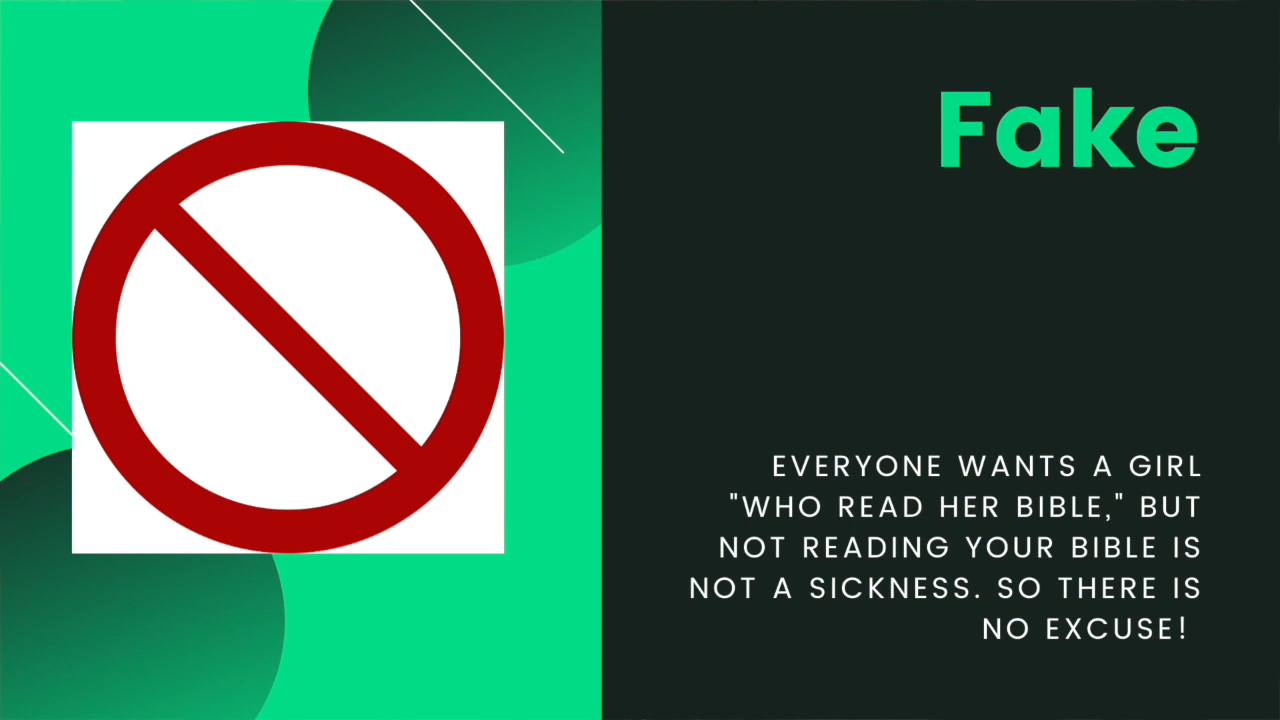 Fake
EVERYONE WANTS A GIRL
"WHO READ HER BIBLE," BUT
NOT READING YOUR BIBLE IS
NOT A SICKNESS. SO THERE IS
NO EXCUSE!